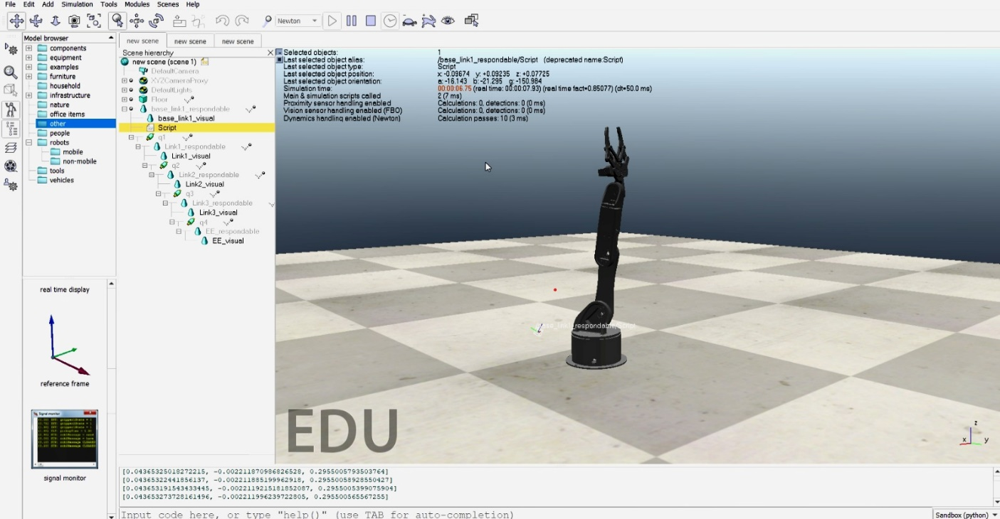 File Edit Add Simulation Tools Modules Scenes Help
Newton
Model browser
components
equipment
examples
furniture
household
infrastructure
nature
office items
other
people
robots
mobile
non-mobile
tools
vehicles
real time display
reference frame
Signal monitor
signal monitor
new scene new scene new scene
Scene hierarchy
new scene (scene 1)
DefaultCamera
XYZCameraProxy
DefaultLights
Floor
base_link1_respondable
base_link1_visual
Script
q1
Link1_respondable
Link1_visual
q2
Link2_respondable
Link2_visual
q3
Link3_respondable
Link3_visual
q4
EE_respondable
EE_visual
Selected objects: 1
Last selected object alias: /base_link1_respondable/Script (deprecated name:Script)
Last selected object type: Script
Last selected object position: x: -0.09674 y: +0.09235 z: +0.07725
Last selected object orientation: a: -16.143 b: -21.295 g: -150.984
Simulation time: 00:00:06.75 (real time: 00:00:07.93) (real time fact=0.85077) (dt=50.0 ms)
Main & simulation scripts called 2 (7 ms)
Proximity sensor handling enabled Calculations: 0, detections: 0 (0 ms)
Vision sensor handling enabled (FBO) Calculations: 0, detections: 0 (0 ms)
Dynamics handling enabled (Newton) Calculation passes: 10 (3 ms)
/base_link1_respondable/Script
EDU
z
x y
[0.04365325018272215, -0.002211870986826528, 0.2955005793503764]
[0.04365322441856137, -0.002211885199962918, 0.29550058928550427]
[0.043653191543433445, -0.0022119215181852087, 0.2955005399075904]
[0.043653273728161496, -0.002211996239722805, 0.295500565567255]
Input code here, or type "help()" (use TAB for auto-completion)
Sandbox (python)